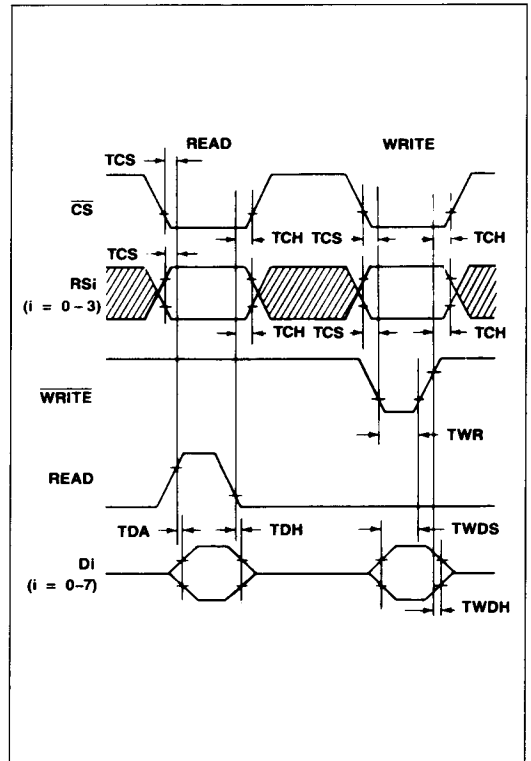 READ WRITE
TCS
CS
TCH TCS TCH
TCS
RSi
(i = 0–3)
TCH TCS TCH
WRITE
TWR
READ
TDA TDH TWDS
Di
(i = 0–7)
TWDH